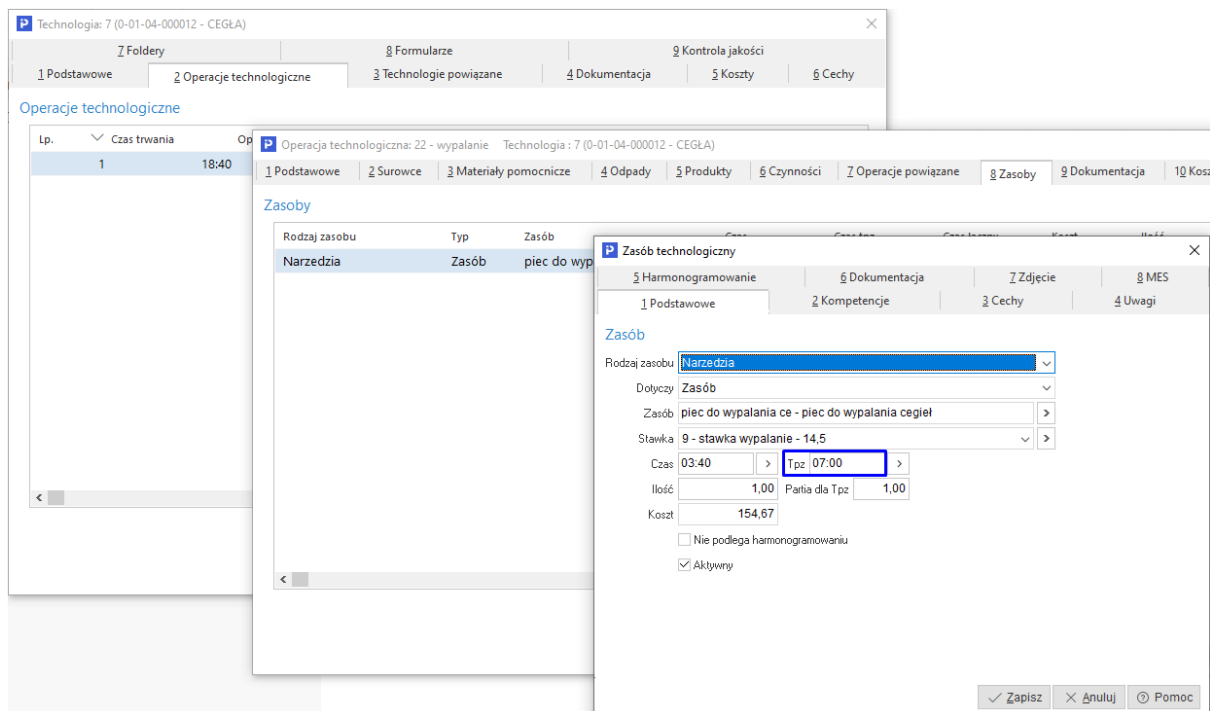 Technologia: 7 (0-01-04-000012 - CEGŁA)
7 Foldery 8 Formularze 9 Kontrola jakości
1 Podstawowe 2 Operacje technologiczne 3 Technologie powiązane 4 Dokumentacja 5 Koszty 6 Cechy
Operacje technologiczne
Lp. Czas trwania Op
1 18:40
Operacja technologiczna: 22 - wypalanie Technologia : 7 (0-01-04-000012 - CEGŁA)
1 Podstawowe 2 Surowce 3 Materiały pomocnicze 4 Odpady 5 Produkty 6 Czynności 7 Operacje powiązane 8 Zasoby 9 Dokumentacja 10 Kosz
Zasoby
Rodzaj zasobu Typ Zasób
Narzedzia Zasób piec do wyp
Zasób technologiczny
5 Harmonogramowanie 6 Dokumentacja 7 Zdjęcie 8 MES
1 Podstawowe 2 Kompetencje 3 Cechy 4 Uwagi
Zasób
Rodzaj zasobu Narzedzia
Dotyczy Zasób
Zasób piec do wypalania ce - piec do wypalania cegieł
Stawka 9 - stawka wypalanie - 14,5
Czas 03:40 Tpz 07:00
Ilość 1,00 Partia dla Tpz 1,00
Koszt 154,67
Nie podlega harmonogramowaniu
Aktywny
Zapisz Anuluj Pomoc